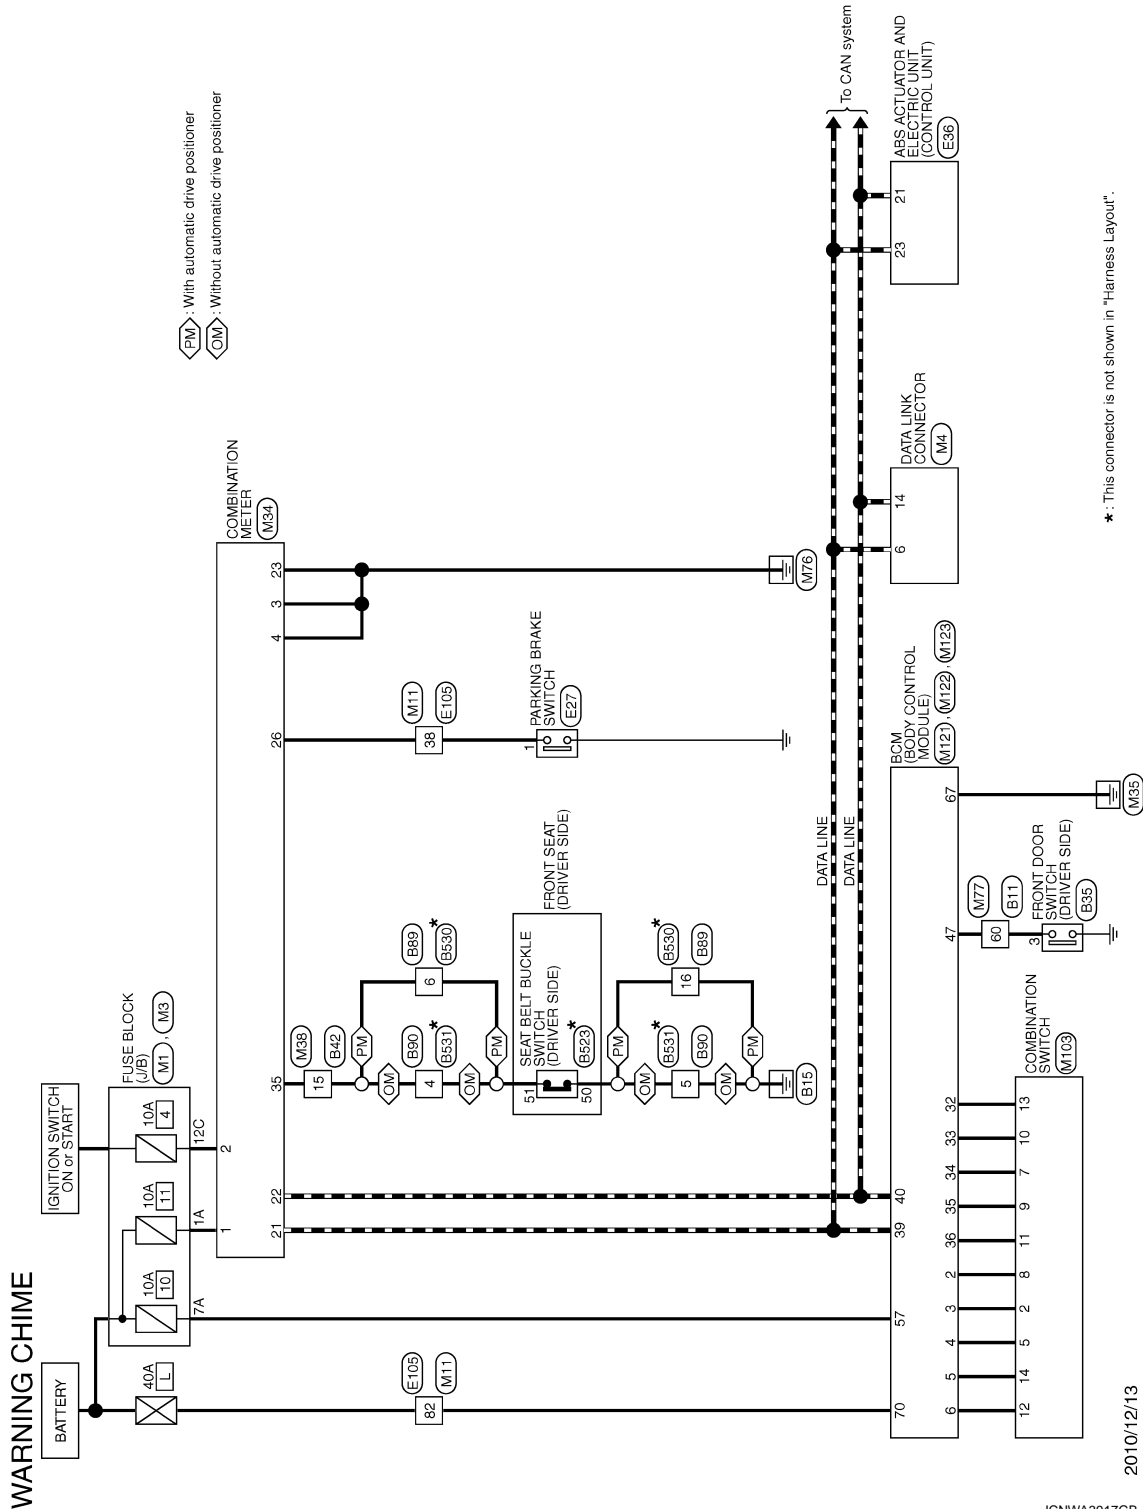 WARNING CHIME
BATTERY
IGNITION SWITCH
ON or START
40A
L
10A
10
10A
11
10A
4
FUSE BLOCK
(J/B)
M1 , M3
7A
1A
12C
1
2
COMBINATION
METER
M34
21
22
35
26
4
3
23
PM : With automatic drive positioner
OM : Without automatic drive positioner
E105
82
M11
M38
15
B42
PM
B89
6
B530 *
OM
B90
4
B531 *
OM
PM
M11
38
E105
SEAT BELT BUCKLE
SWITCH
(DRIVER SIDE)
B523 *
51
50
FRONT SEAT
(DRIVER SIDE)
PARKING BRAKE
SWITCH
E27
1
PM
B530 *
16
B89
OM
B531 *
5
B90
OM
PM
B15
M76
DATA LINE
DATA LINE
To CAN system
70
57
39
40
BCM
(BODY CONTROL
MODULE)
M121 , M122 , M123
6
5
4
3
2
36
35
34
33
32
47
67
DATA LINK
CONNECTOR
M4
6
14
ABS ACTUATOR AND
ELECTRIC UNIT
(CONTROL UNIT)
E36
23
21
12
14
5
2
8
11
9
7
10
13
COMBINATION
SWITCH
M103
M77
60
B11
3
FRONT DOOR
SWITCH
(DRIVER SIDE)
B35
M35
* : This connector is not shown in "Harness Layout".
2010/12/13